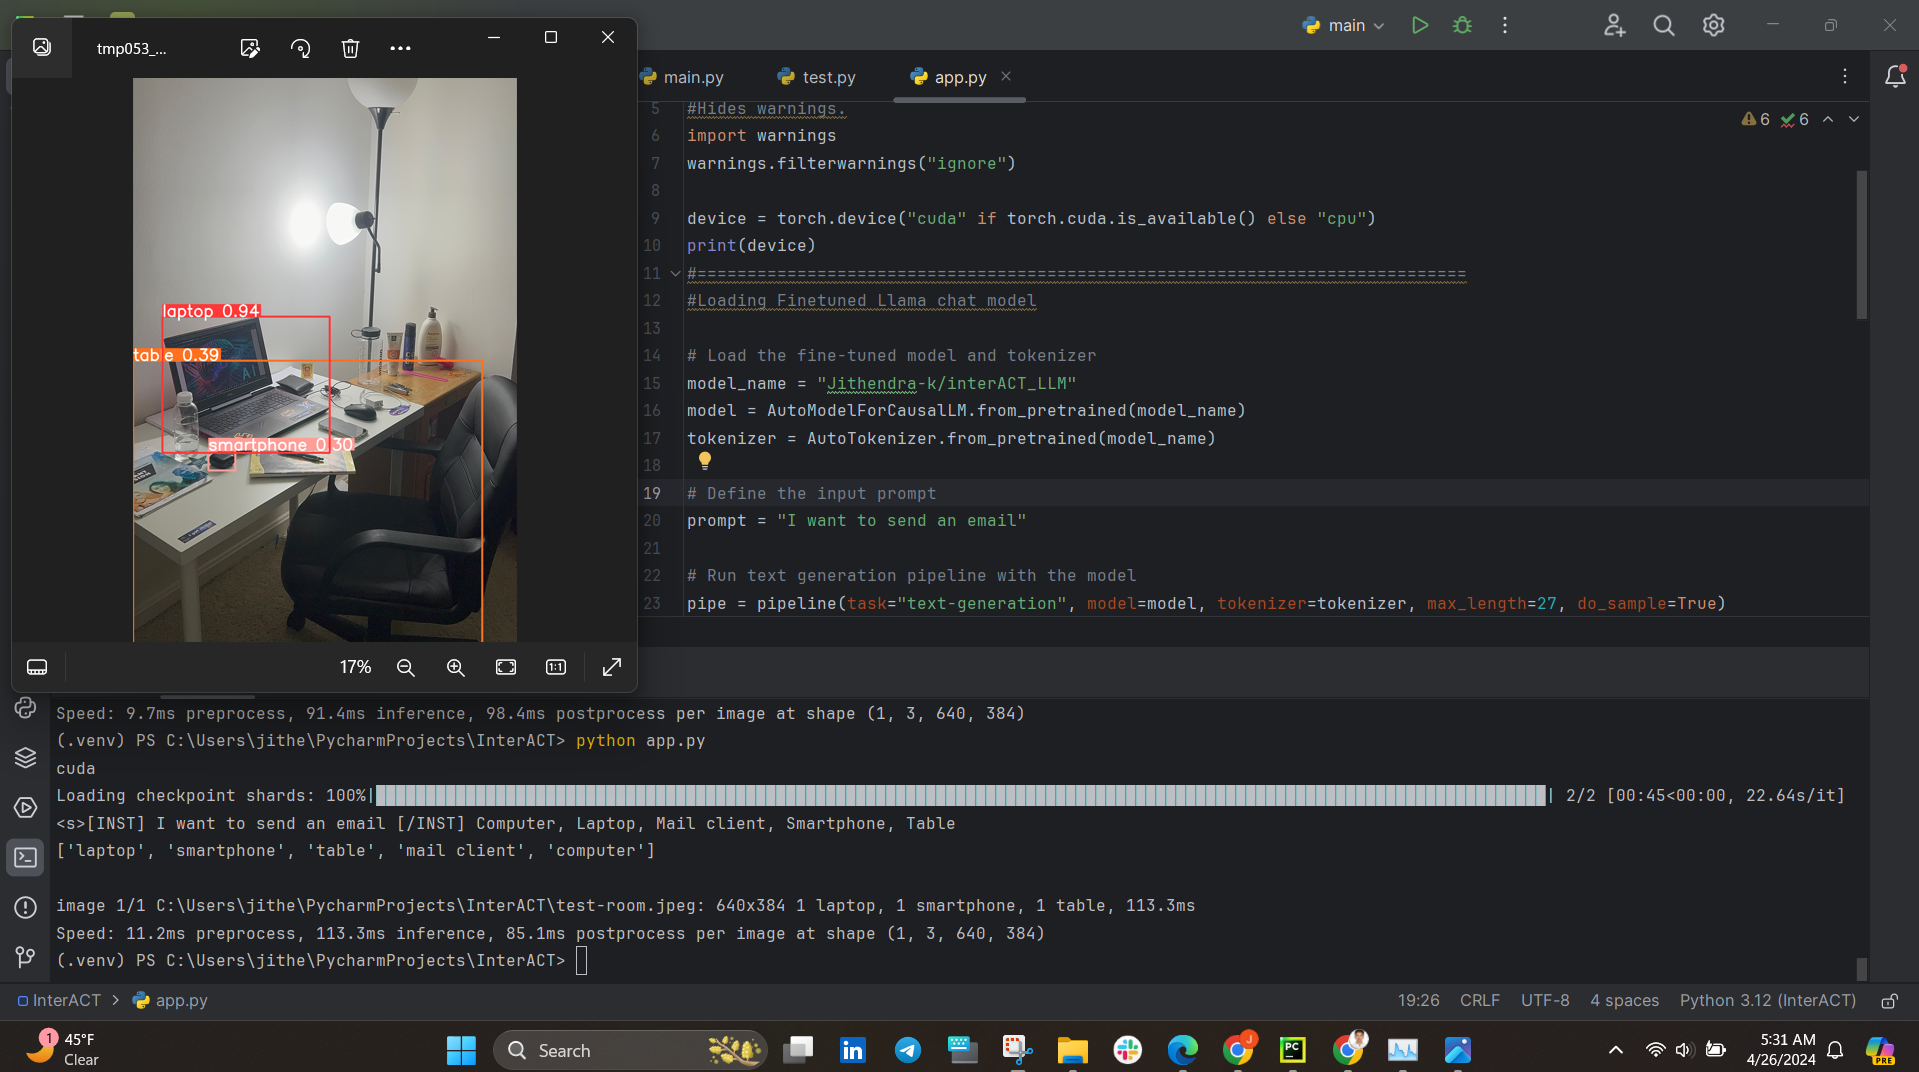 tmp053_...
main
main.py
test.py
app.py
laptop 0.94
table 0.39
smartphone 0.30
AI
17%
1:1
6 6
5 #Hides warnings.
6 import warnings
7 warnings.filterwarnings("ignore")
8
9 device = torch.device("cuda" if torch.cuda.is_available() else "cpu")
10 print(device)
11 #=============================================================================
12 #Loading Finetuned Llama chat model
13
14 # Load the fine-tuned model and tokenizer
15 model_name = "Jithendra-k/interACT_LLM"
16 model = AutoModelForCausalLM.from_pretrained(model_name)
17 tokenizer = AutoTokenizer.from_pretrained(model_name)
18
19 # Define the input prompt
20 prompt = "I want to send an email"
21
22 # Run text generation pipeline with the model
23 pipe = pipeline(task="text-generation", model=model, tokenizer=tokenizer, max_length=27, do_sample=True)
Speed: 9.7ms preprocess, 91.4ms inference, 98.4ms postprocess per image at shape (1, 3, 640, 384)
(.venv) PS C:\Users\jithe\PycharmProjects\InterACT> python app.py
cuda
Loading checkpoint shards: 100%| | 2/2 [00:45<00:00, 22.64s/it]
<s>[INST] I want to send an email [/INST] Computer, Laptop, Mail client, Smartphone, Table
['laptop', 'smartphone', 'table', 'mail client', 'computer']
image 1/1 C:\Users\jithe\PycharmProjects\InterACT\test-room.jpeg: 640x384 1 laptop, 1 smartphone, 1 table, 113.3ms
Speed: 11.2ms preprocess, 113.3ms inference, 85.1ms postprocess per image at shape (1, 3, 640, 384)
(.venv) PS C:\Users\jithe\PycharmProjects\InterACT>
InterACT > app.py
19:26 CRLF UTF-8 4 spaces Python 3.12 (InterACT)
1
45°F
Clear
Search
in
J
PC
5:31 AM
4/26/2024
PRE